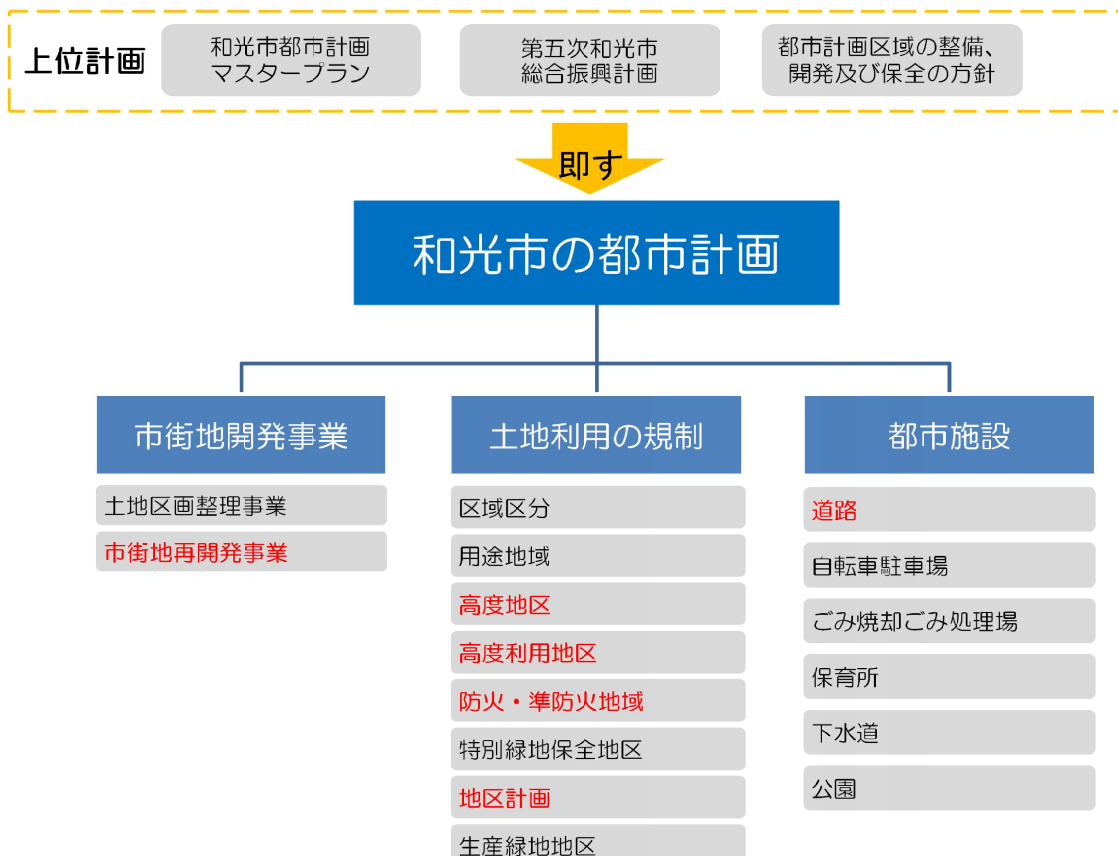 上位計画
和光市都市計画
マスタープラン
第五次和光市
総合振興計画
都市計画区域の整備、
開発及び保全の方針
即す
和光市の都市計画
市街地開発事業
土地区画整理事業
市街地再開発事業
土地利用の規制
区域区分
用途地域
高度地区
高度利用地区
防火・準防火地域
特別緑地保全地区
地区計画
生産緑地地区
都市施設
道路
自転車駐車場
ごみ焼却ごみ処理場
保育所
下水道
公園